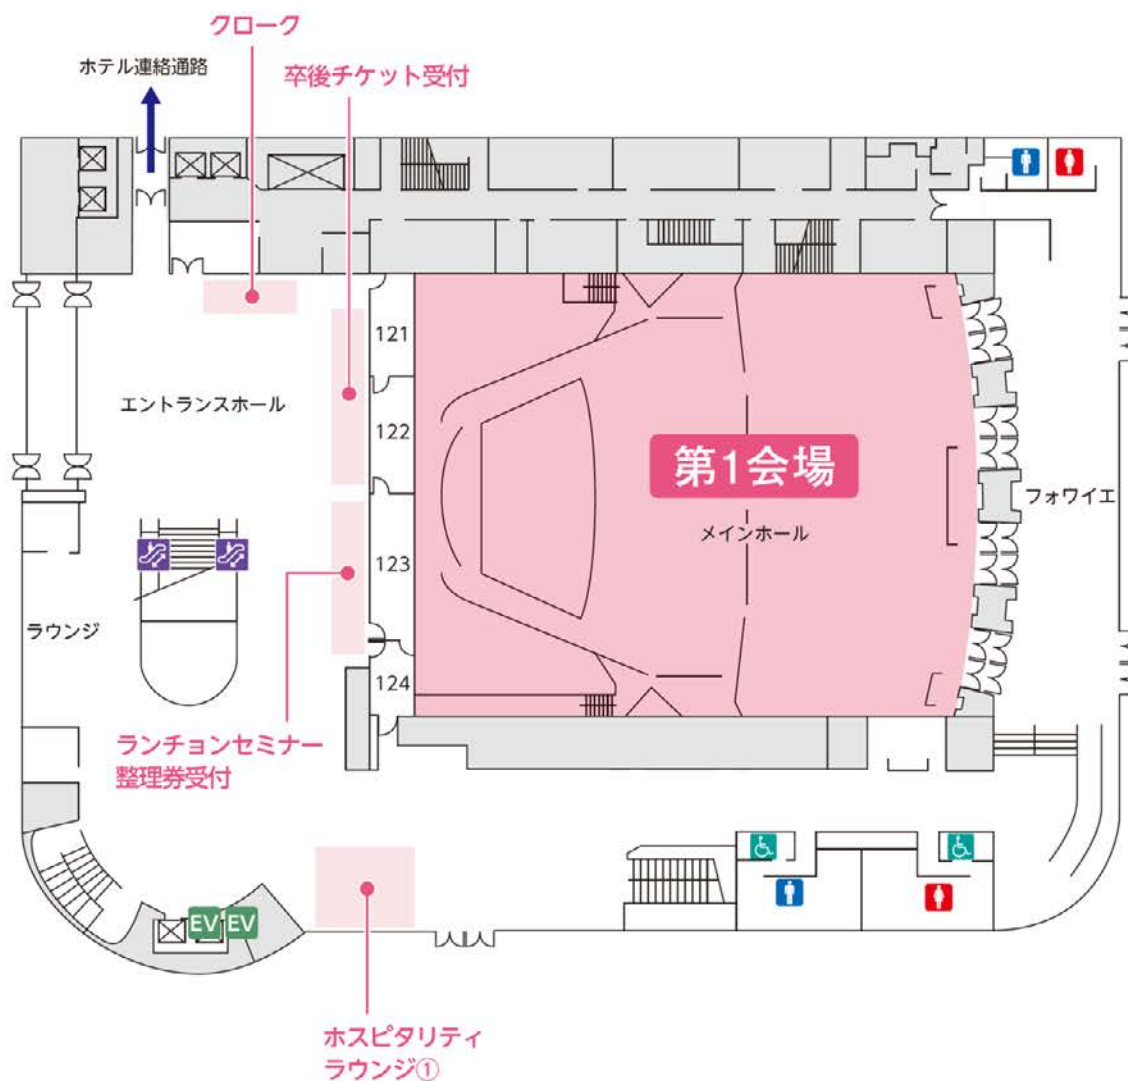 クローク
ホテル連絡通路
卒後チケット受付
121
エントランスホール
122
第1会場
フォワイエ
メインホール
123
ラウンジ
124
ランチョンセミナー
整理券受付
EV
EV
ホスピタリティ
ラウンジ①